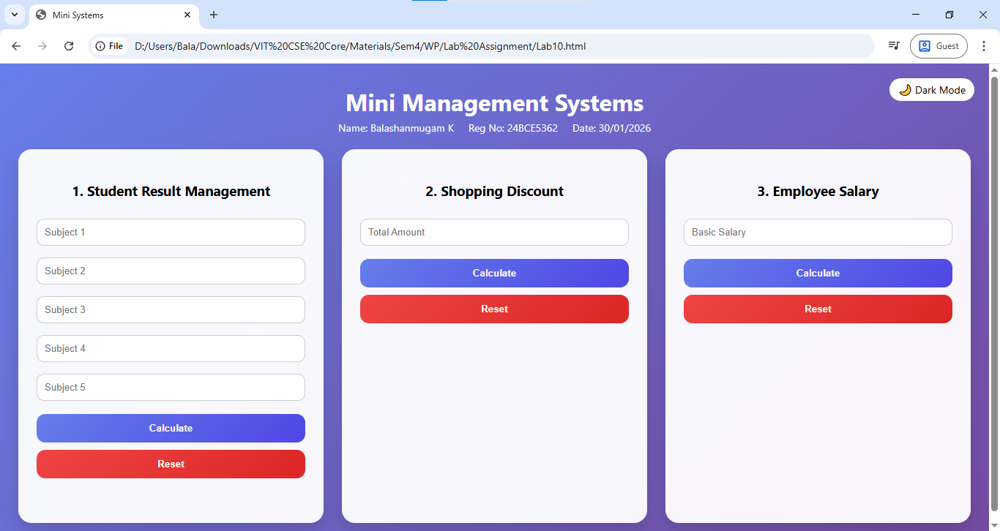 Mini Systems
File
D:/Users/Bala/Downloads/VIT%20CSE%20Core/Materials/Sem4/WP/Lab%20Assignment/Lab10.html
Guest
🌙 Dark Mode
Mini Management Systems
Name: Balashanmugam K Reg No: 24BCE5362 Date: 30/01/2026
1. Student Result Management
Subject 1
Subject 2
Subject 3
Subject 4
Subject 5
Calculate
Reset
2. Shopping Discount
Total Amount
Calculate
Reset
3. Employee Salary
Basic Salary
Calculate
Reset